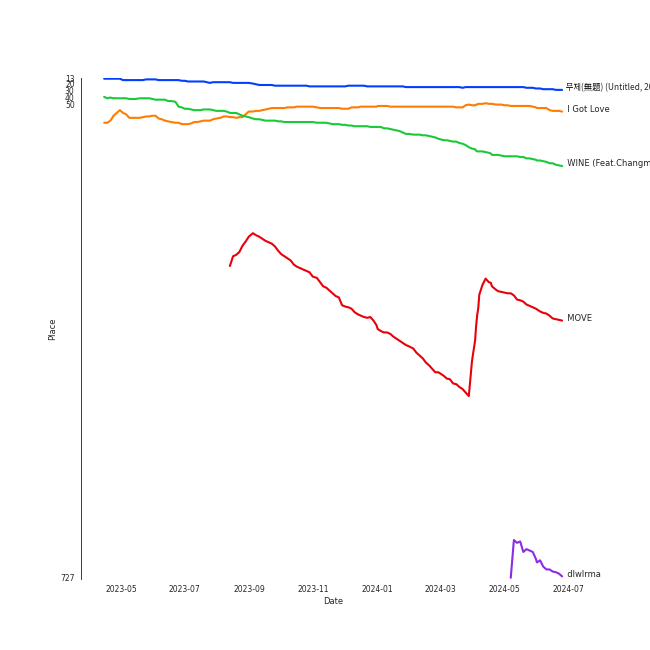 13
20
30
40
50
727
Place
2023-05
2023-07
2023-09
2023-11
2024-01
2024-03
2024-05
2024-07
Date
무제(無題) (Untitled, 20
I Got Love
WINE (Feat.Changm
MOVE
dlwlrma